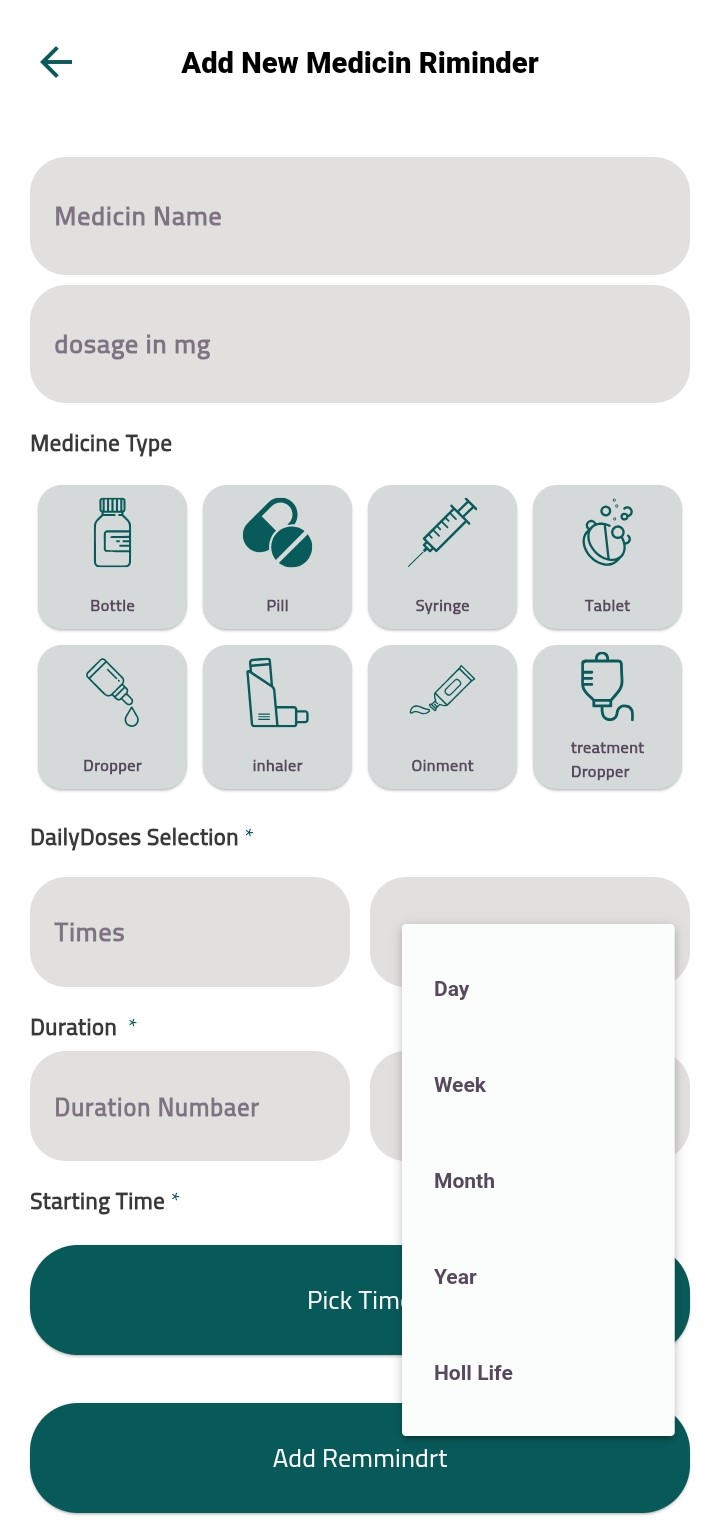 Add New Medicin Riminder
Medicin Name
dosage in mg
Medicine Type
Bottle
Pill
Syringe
Tablet
Dropper
inhaler
Oinment
treatment
Dropper
DailyDoses Selection *
Times
Day
Duration *
Week
Duration Numbaer
Month
Starting Time *
Year
Pick Time
Holl Life
Add Remmindrt